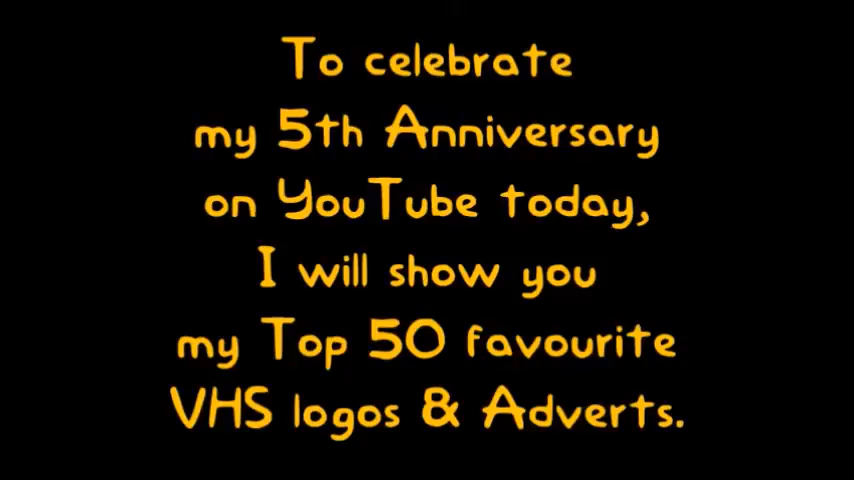 To celebrate
my 5th Anniversary
on YouTube today,
I will show you
my Top 50 favourite
VHS logos & Adverts.